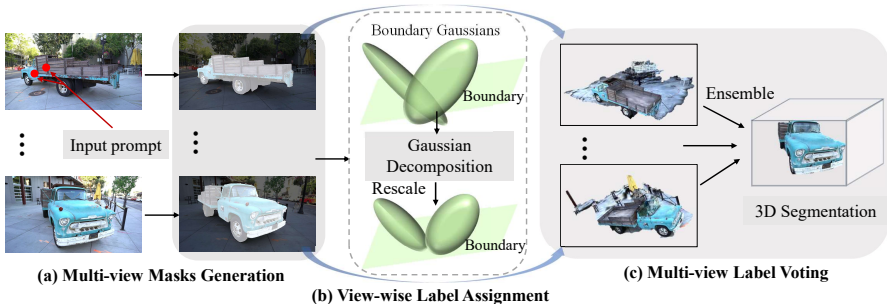 Input prompt
(a) Multi-view Masks Generation
Boundary Gaussians
Boundary
Gaussian
Decomposition
Rescale
Boundary
(b) View-wise Label Assignment
Ensemble
3D Segmentation
(c) Multi-view Label Voting